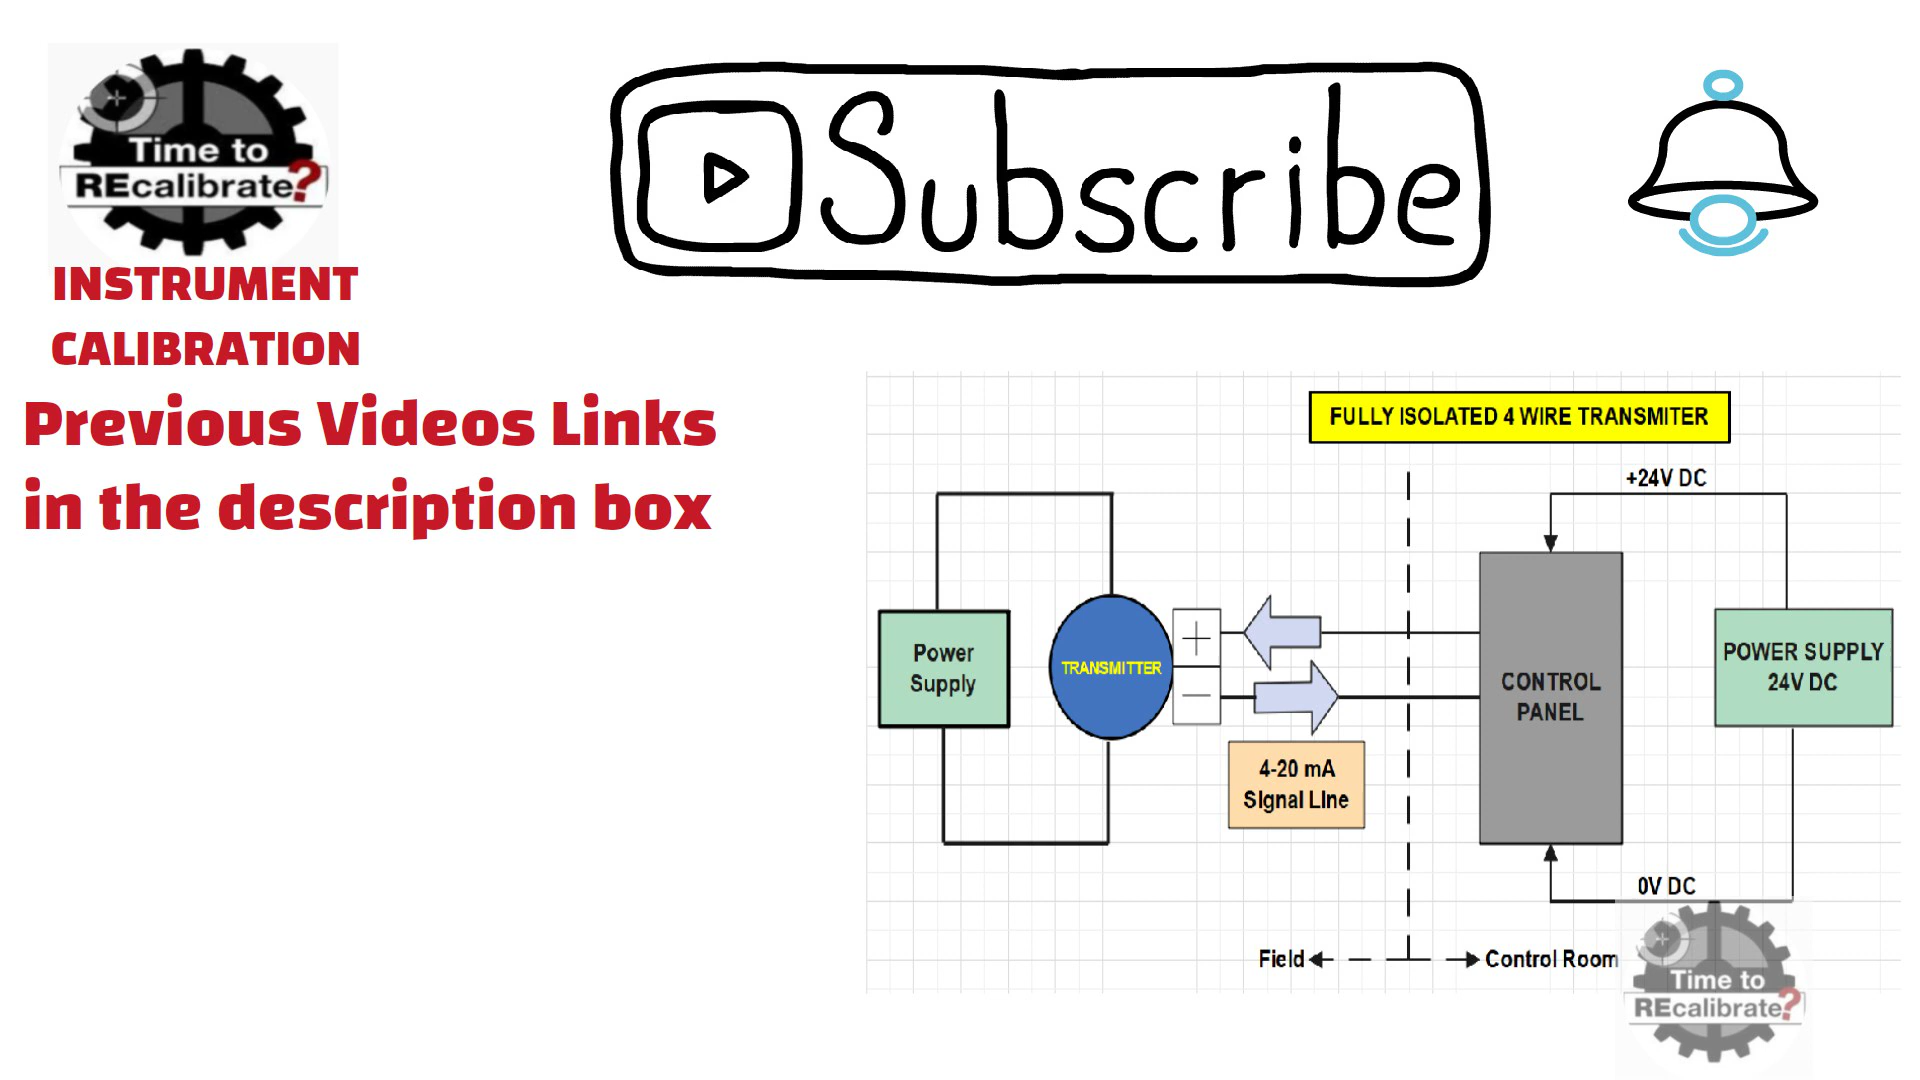 Time to
REcalibrate?
INSTRUMENT
CALIBRATION
Previous Videos Links
in the description box
Subscribe
FULLY ISOLATED 4 WIRE TRANSMITER
+24V DC
Power
Supply
TRANSMITTER
+
−
CONTROL
PANEL
POWER SUPPLY
24V DC
4-20 mA
Signal Line
0V DC
Field
Control Room
Time to
REcalibrate?